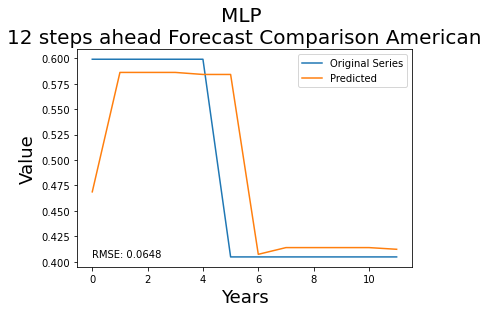 MLP
12 steps ahead Forecast Comparison American
Original Series
Predicted
Value
0.600
0.575
0.550
0.525
0.500
0.475
0.450
0.425
0.400
RMSE: 0.0648
0 2 4 6 8 10
Years